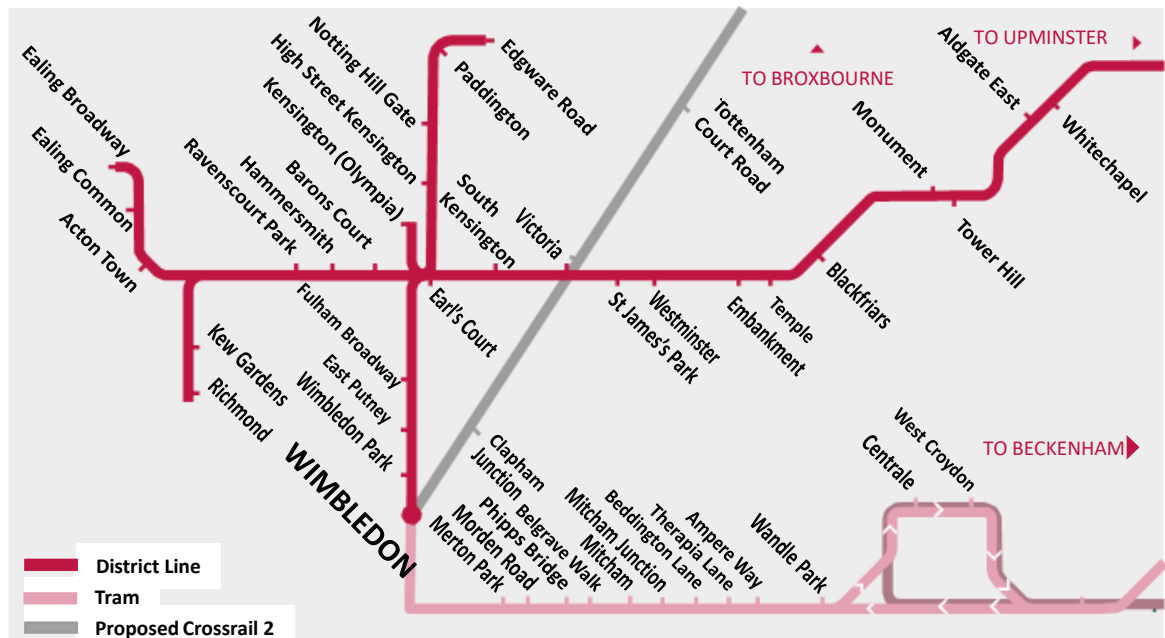 Ealing Broadway
Ealing Common
Acton Town
Ravenscourt Park
Hammersmith
Barons Court
Notting Hill Gate
High Street Kensington
Kensington (Olympia)
Edgware Road
Paddington
South
Kensington
Victoria
Tottenham
Court Road
TO BROXBOURNE
TO UPMINSTER
Aldgate East
Whitechapel
Monument
Tower Hill
Blackfriars
Temple
Embankment
Westminster
St James's Park
Earl's Court
Kew Gardens
Richmond
Fulham Broadway
East Putney
Wimbledon Park
WIMBLEDON
Clapham
Junction
Merton Park
Morden Road
Phipps Bridge
Belgrave Walk
Mitcham
Mitcham Junction
Beddington Lane
Therapia Lane
Ampere Way
Wandle Park
Centrale
West Croydon
TO BECKENHAM
District Line
Tram
Proposed Crossrail 2